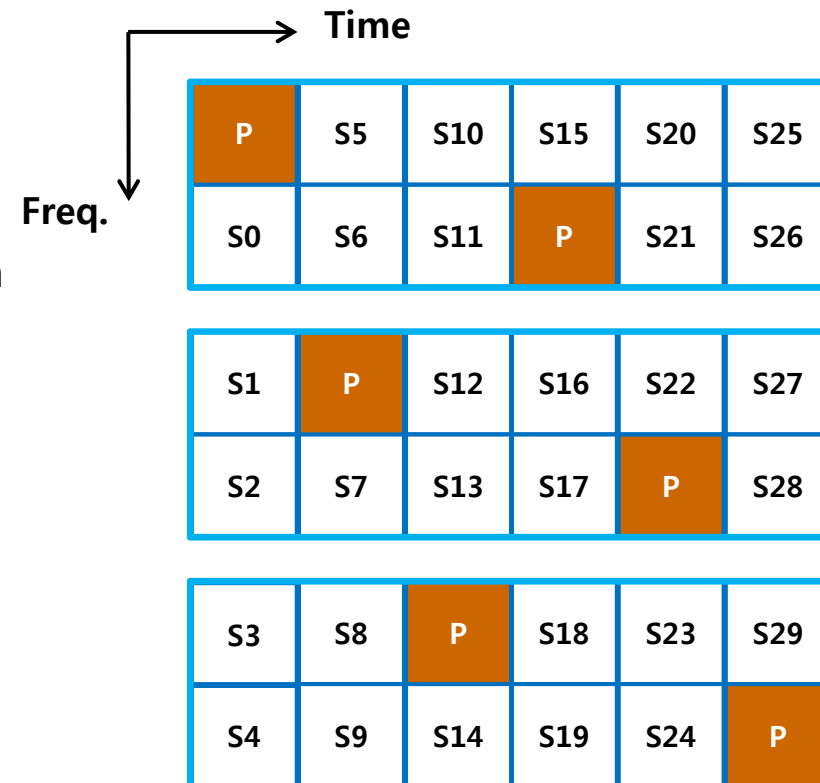 Time
Freq.
P S5 S10 S15 S20 S25
S0 S6 S11 P S21 S26
S1 P S12 S16 S22 S27
S2 S7 S13 S17 P S28
S3 S8 P S18 S23 S29
S4 S9 S14 S19 S24 P